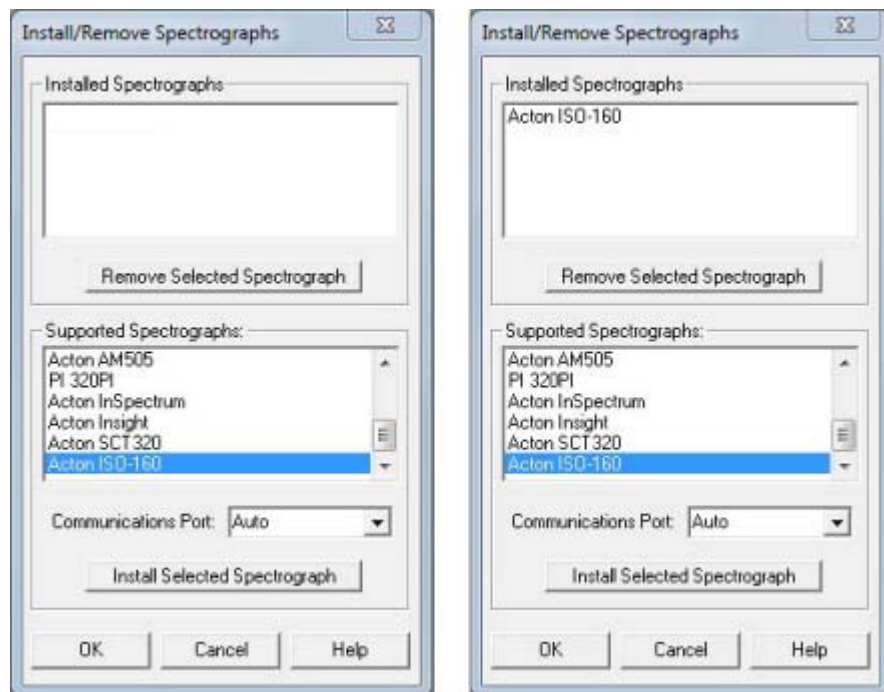 Install/Remove Spectrographs
Installed Spectrographs
Remove Selected Spectrograph
Supported Spectrographs:
Acton AM505
PI 320PI
Acton InSpectrum
Acton Insight
Acton SCT320
Acton ISO-160
Communications Port: Auto
Install Selected Spectrograph
OK Cancel Help
Install/Remove Spectrographs
Installed Spectrographs
Acton ISO-160
Remove Selected Spectrograph
Supported Spectrographs:
Acton AM505
PI 320PI
Acton InSpectrum
Acton Insight
Acton SCT320
Acton ISO-160
Communications Port: Auto
Install Selected Spectrograph
OK Cancel Help